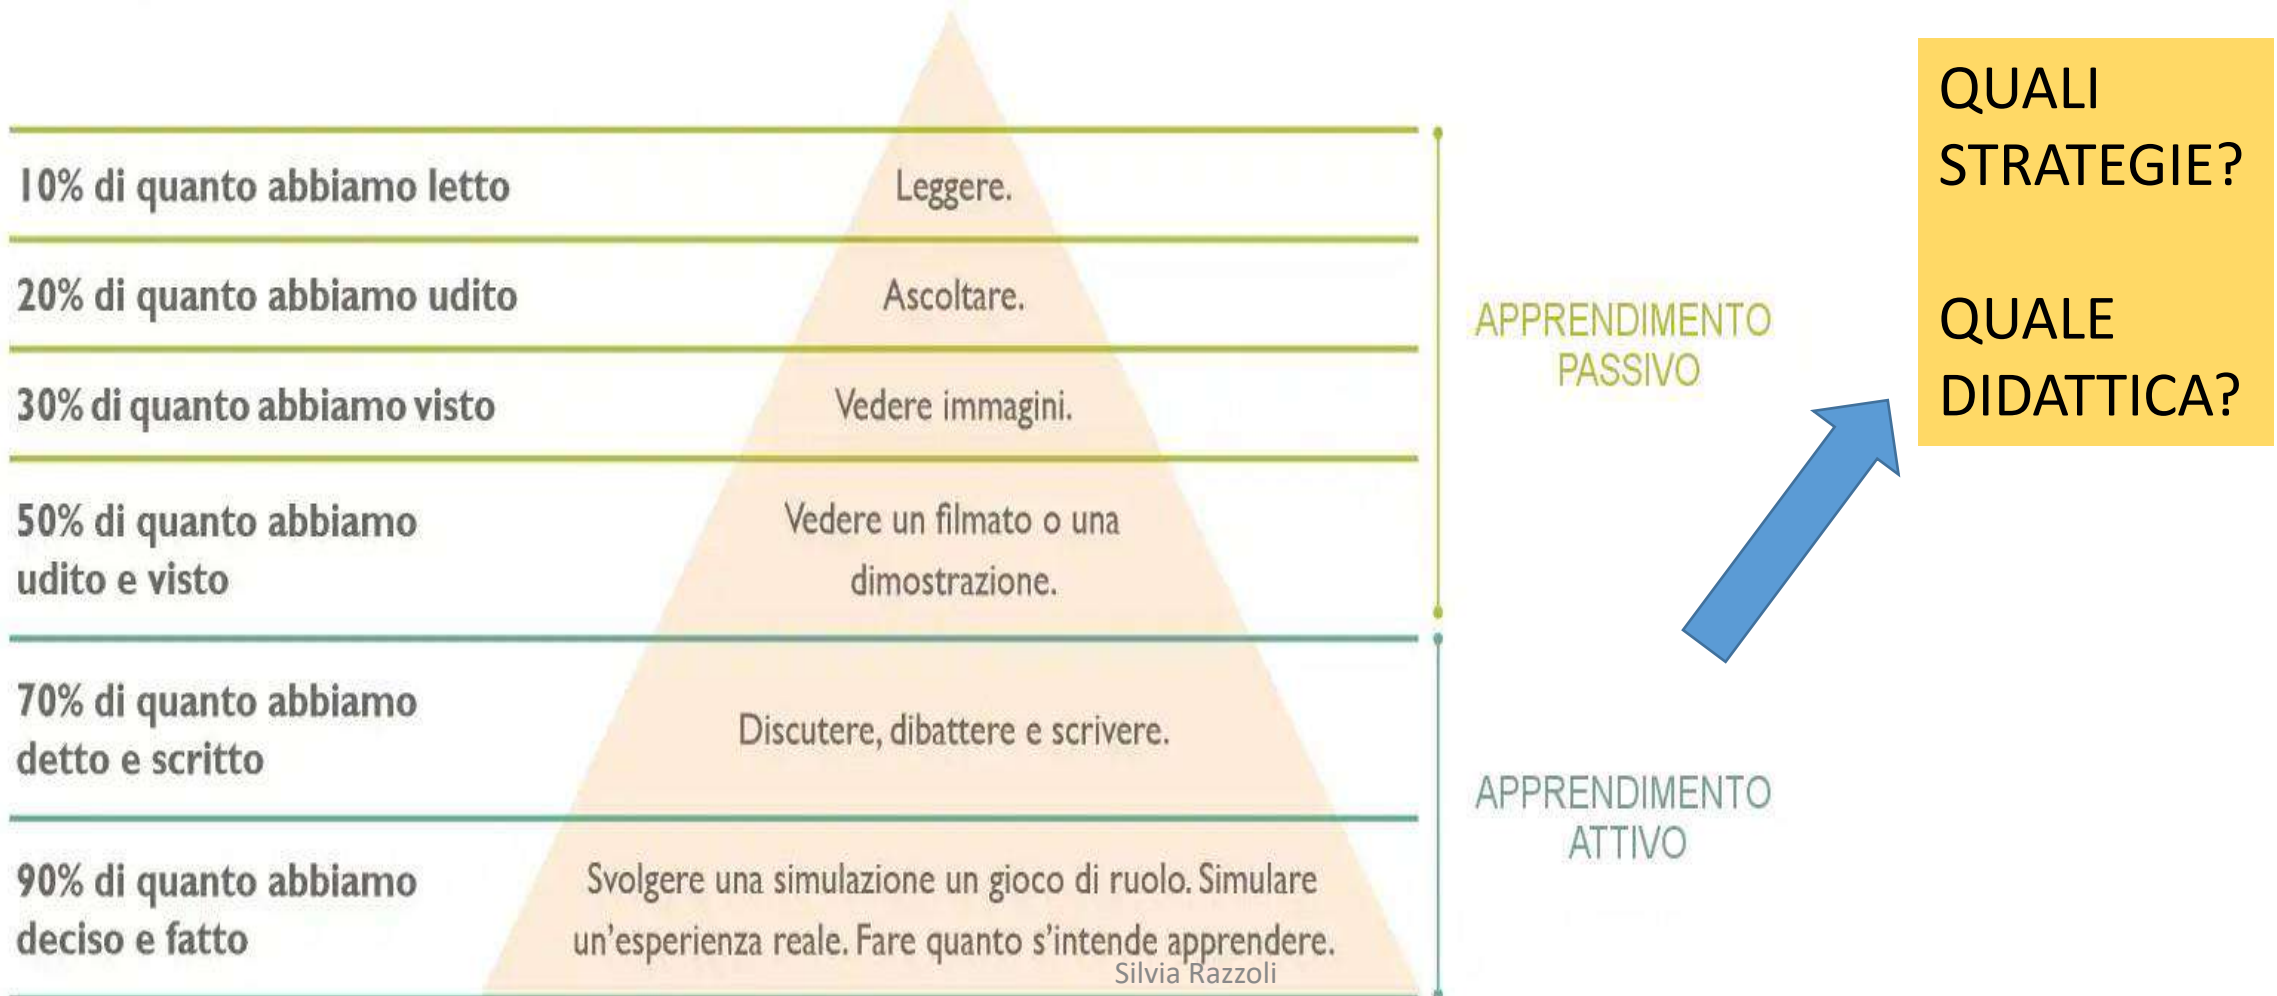 10% di quanto abbiamo letto
Leggere.
20% di quanto abbiamo udito
Ascoltare.
30% di quanto abbiamo visto
Vedere immagini.
50% di quanto abbiamo
udito e visto
Vedere un filmato o una
dimostrazione.
APPRENDIMENTO
PASSIVO
70% di quanto abbiamo
detto e scritto
Discutere, dibattere e scrivere.
90% di quanto abbiamo
deciso e fatto
Svolgere una simulazione un gioco di ruolo. Simulare
un'esperienza reale. Fare quanto s'intende apprendere.
APPRENDIMENTO
ATTIVO
QUALI
STRATEGIE?
QUALE
DIDATTICA?
Silvia Razzoli